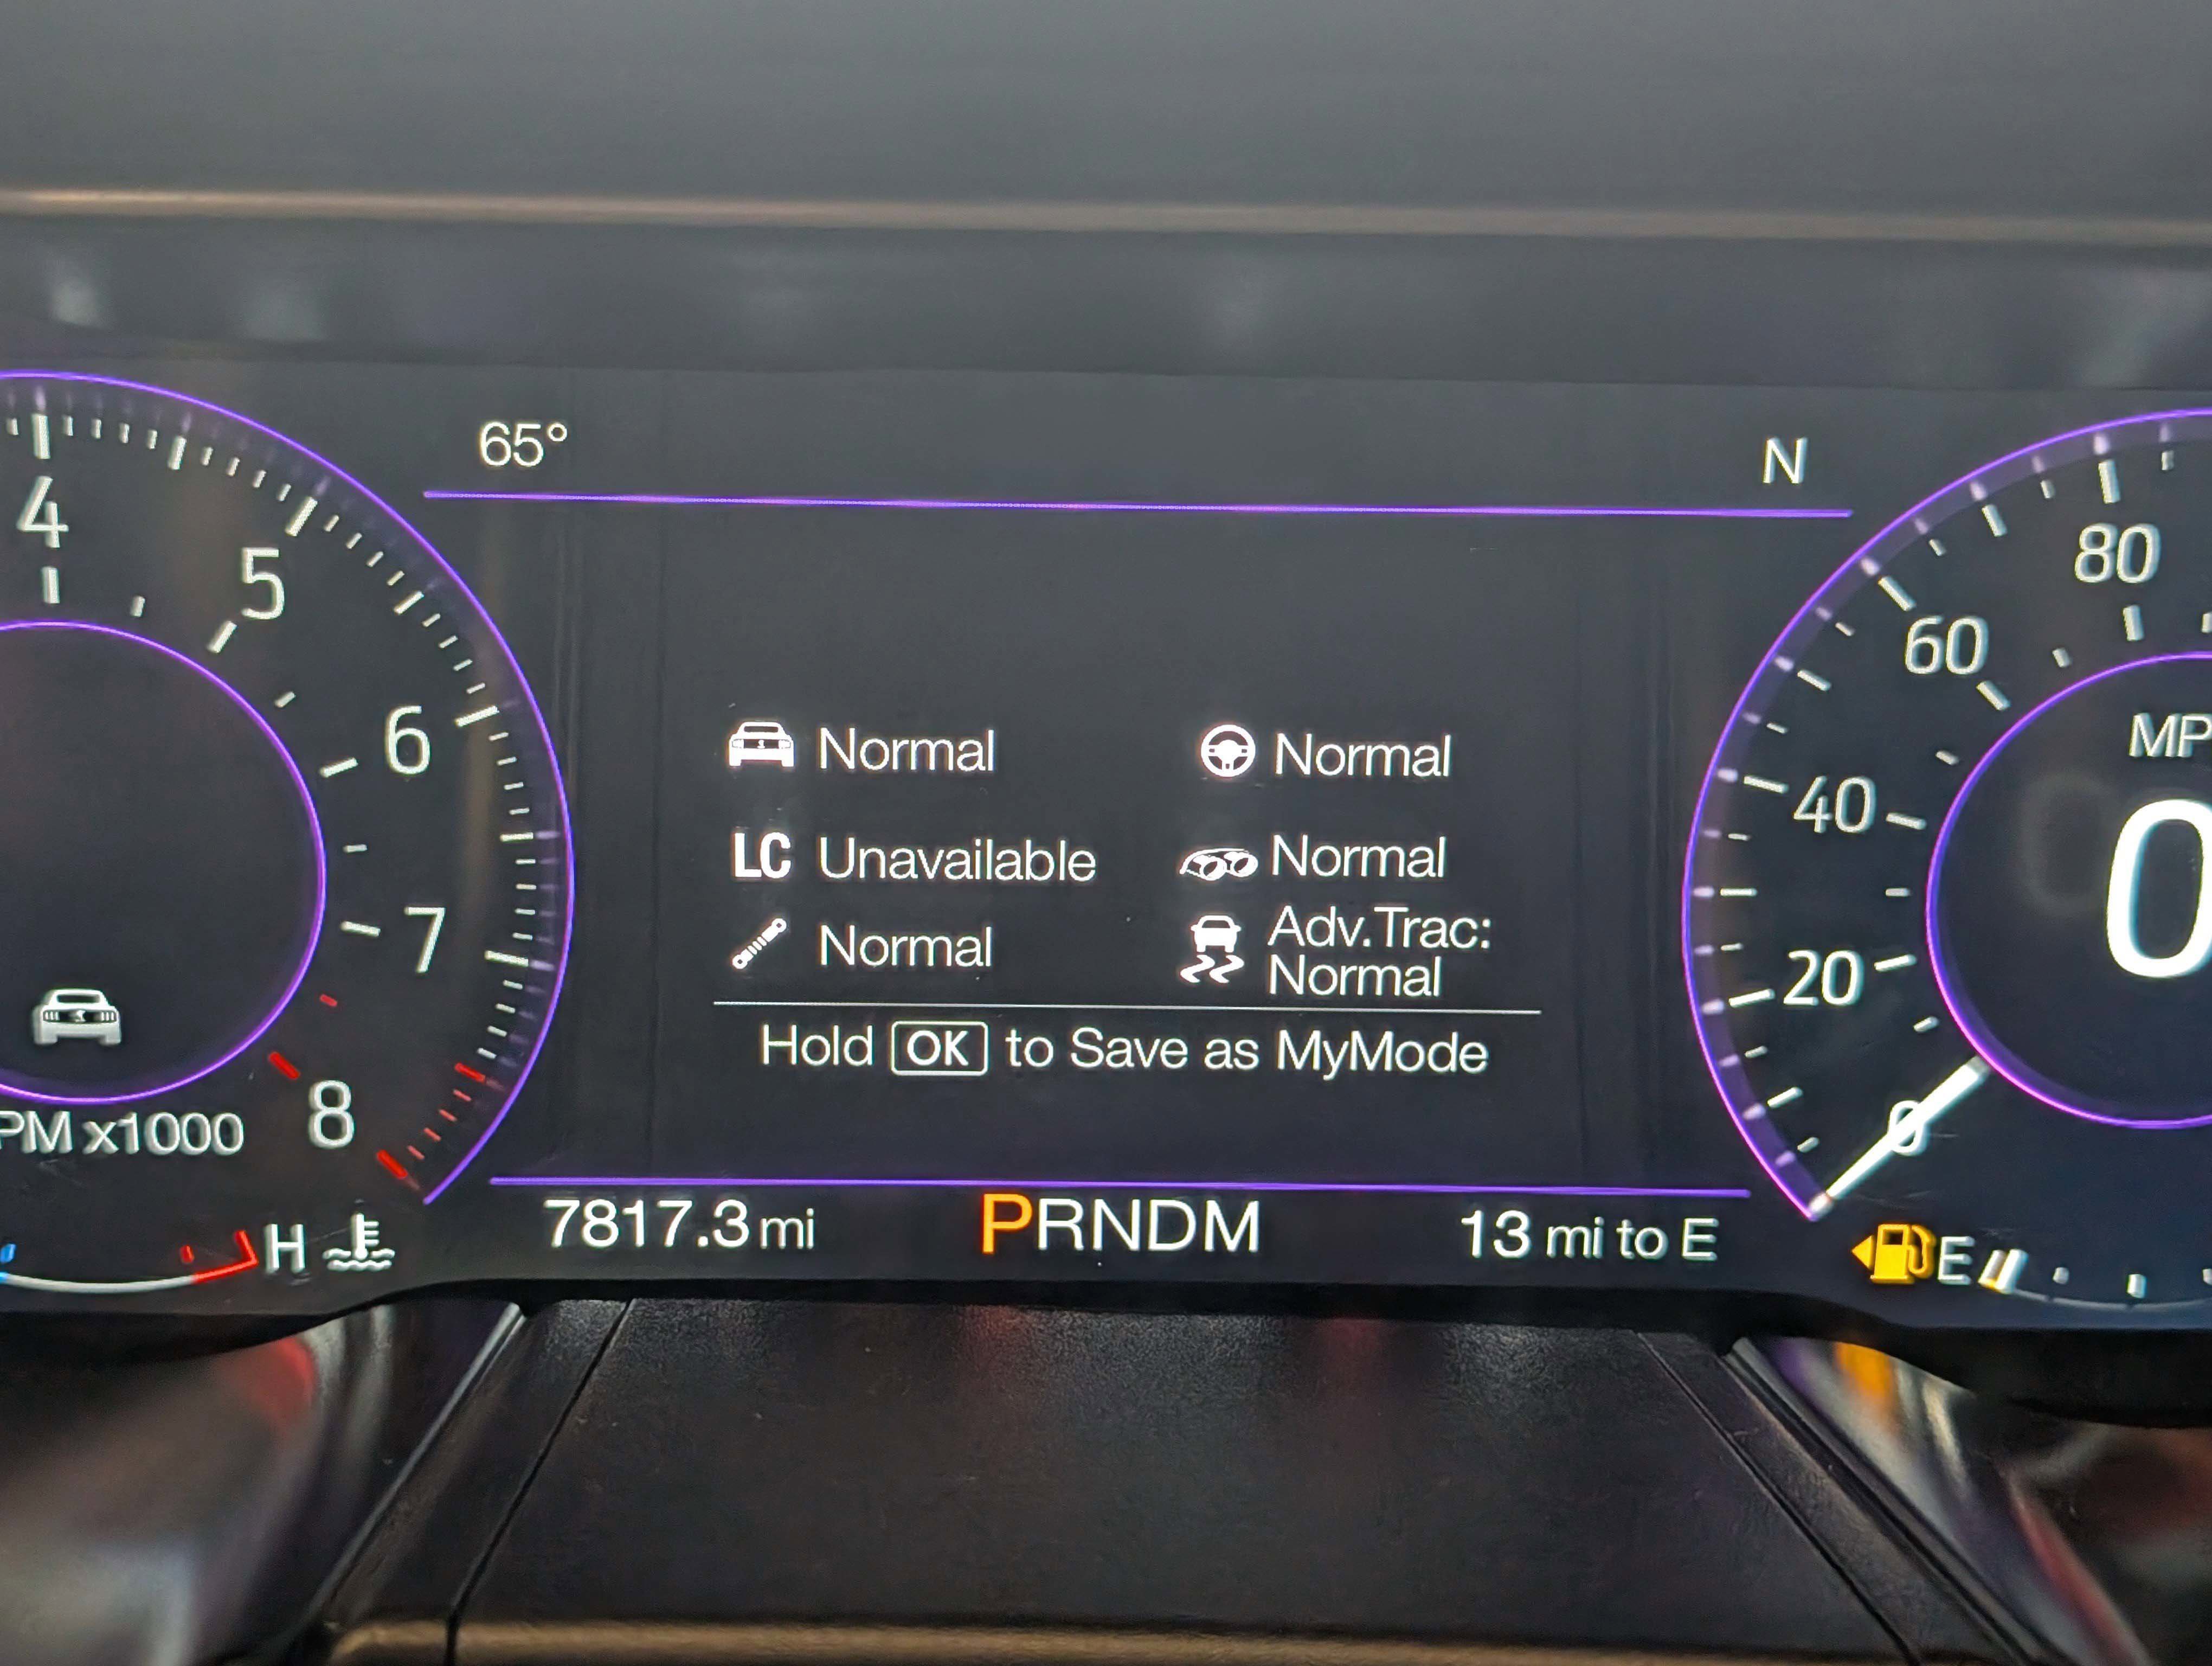 65°
N
4
5
6
7
8
PM x1000
H
Normal
Normal
LC Unavailable
Normal
Normal
Adv.Trac:
Normal
Hold OK to Save as MyMode
7817.3 mi
PRNDM
13 mi to E
80
60
40
20
0
MP
0
E